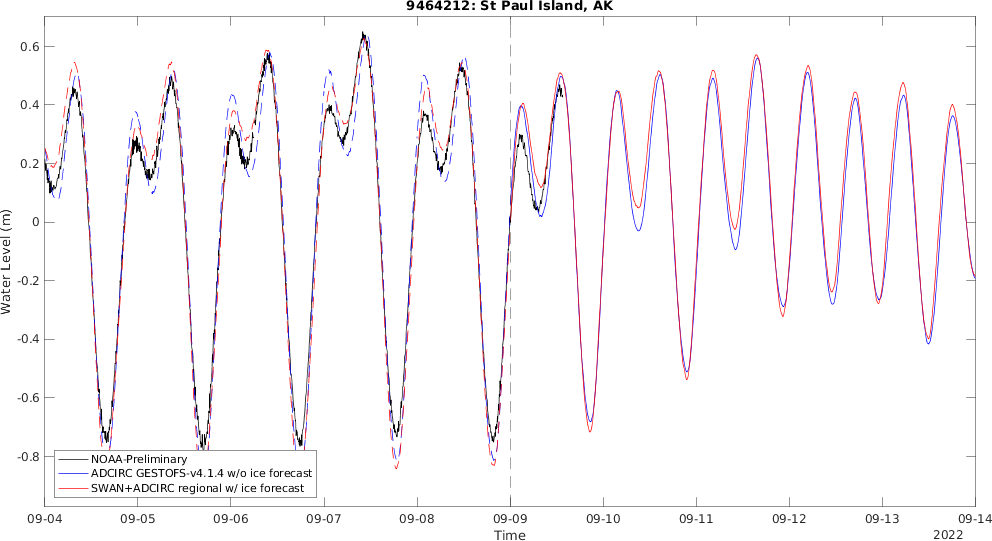 9464212: St Paul Island, AK
Water Level (m)
0.6
0.4
0.2
0
-0.2
-0.4
-0.6
-0.8
NOAA-Preliminary
ADCIRC GESTOFS-v4.1.4 w/o ice forecast
SWAN+ADCIRC regional w/ ice forecast
09-04 09-05 09-06 09-07 09-08 09-09 09-10 09-11 09-12 09-13 09-14
Time
2022